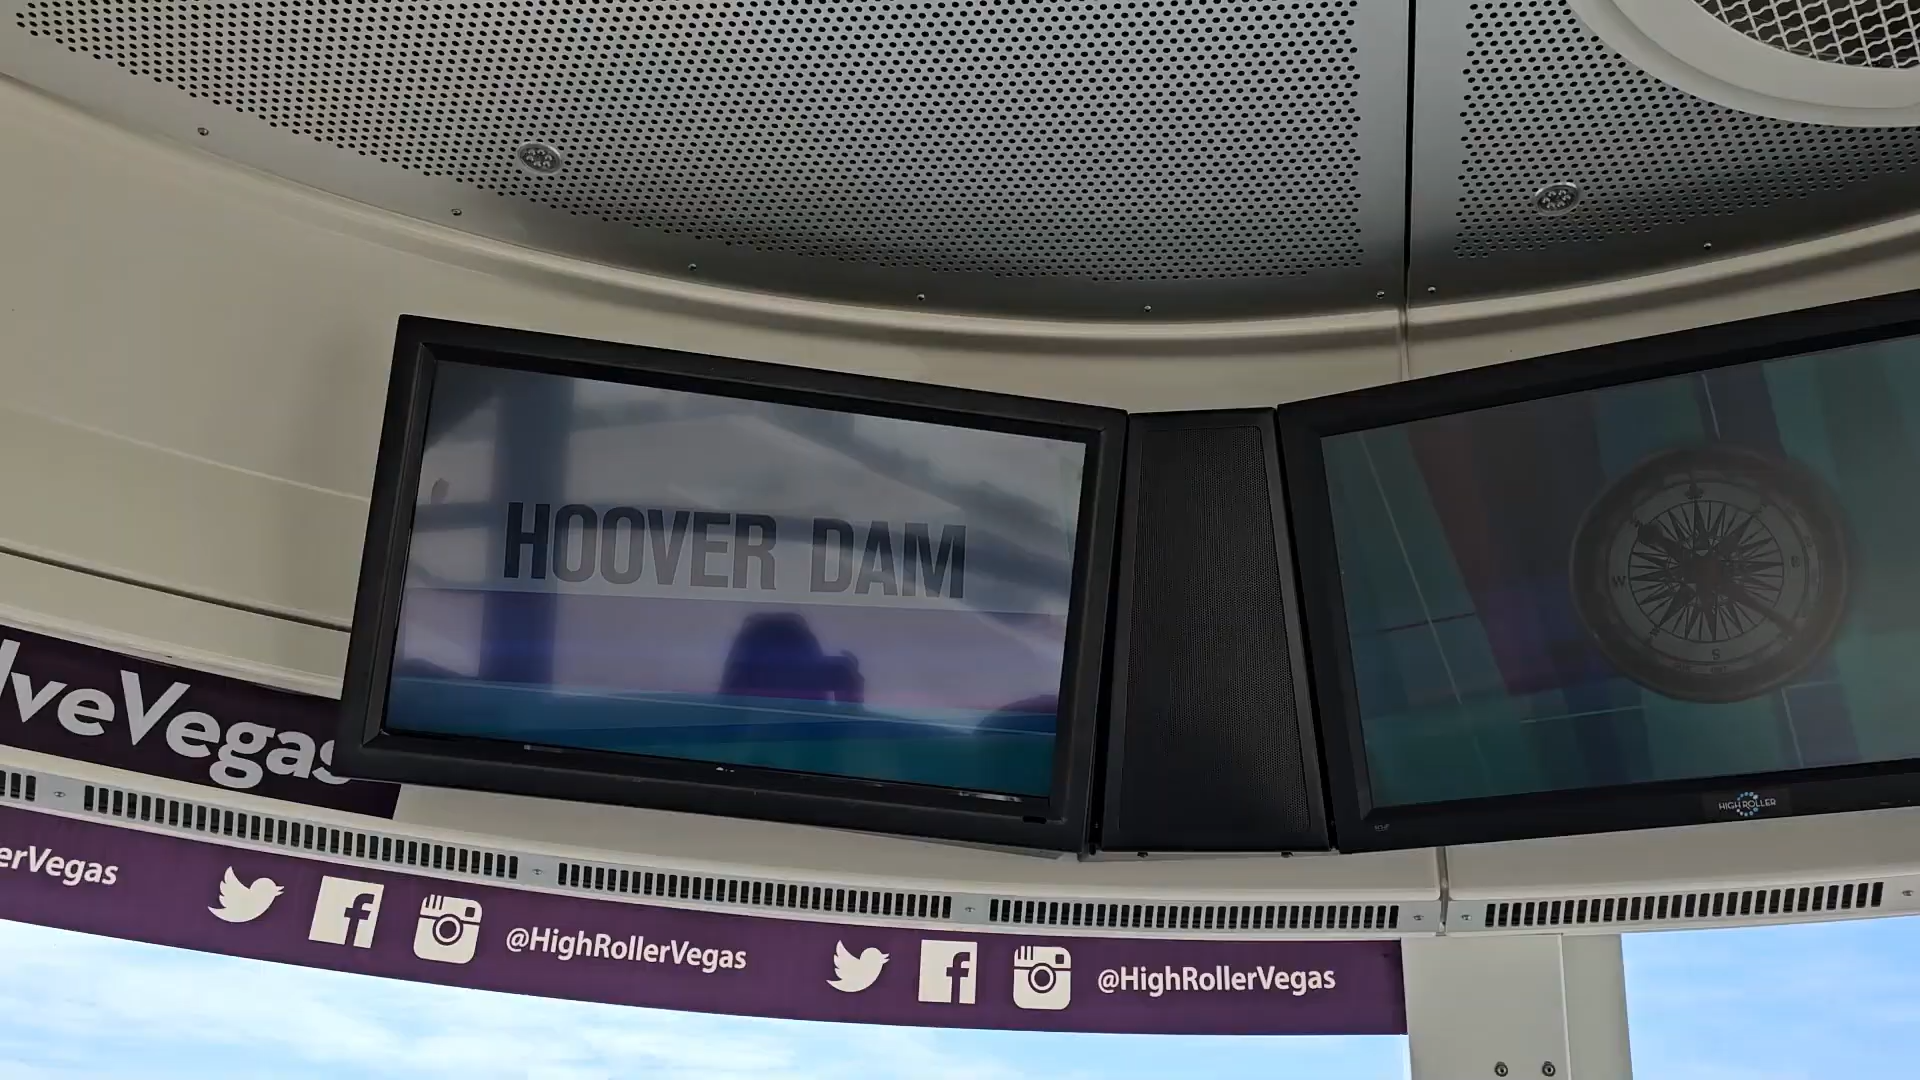 HOOVER DAM
W
S
HIGH ROLLER
lveVegas
erVegas
@HighRollerVegas
@HighRollerVegas